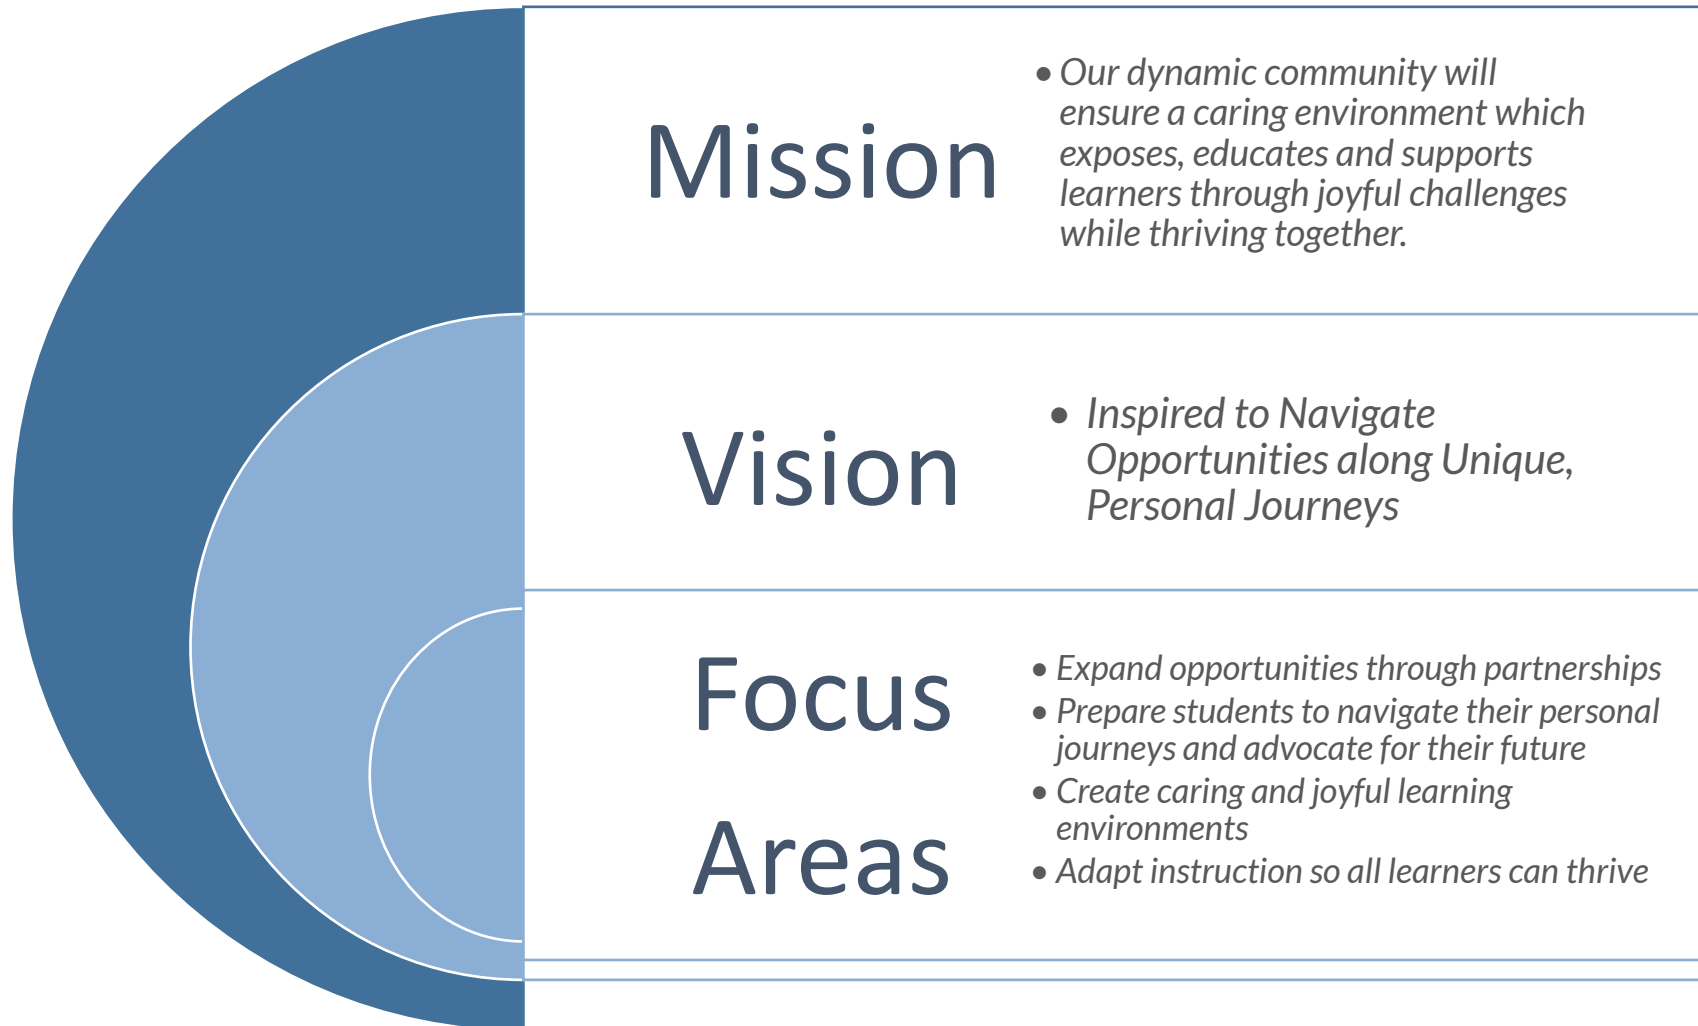 Mission
• Our dynamic community will
ensure a caring environment which
exposes, educates and supports
learners through joyful challenges
while thriving together.
Vision
• Inspired to Navigate
Opportunities along Unique,
Personal Journeys
Focus
Areas
• Expand opportunities through partnerships
• Prepare students to navigate their personal
journeys and advocate for their future
• Create caring and joyful learning
environments
• Adapt instruction so all learners can thrive